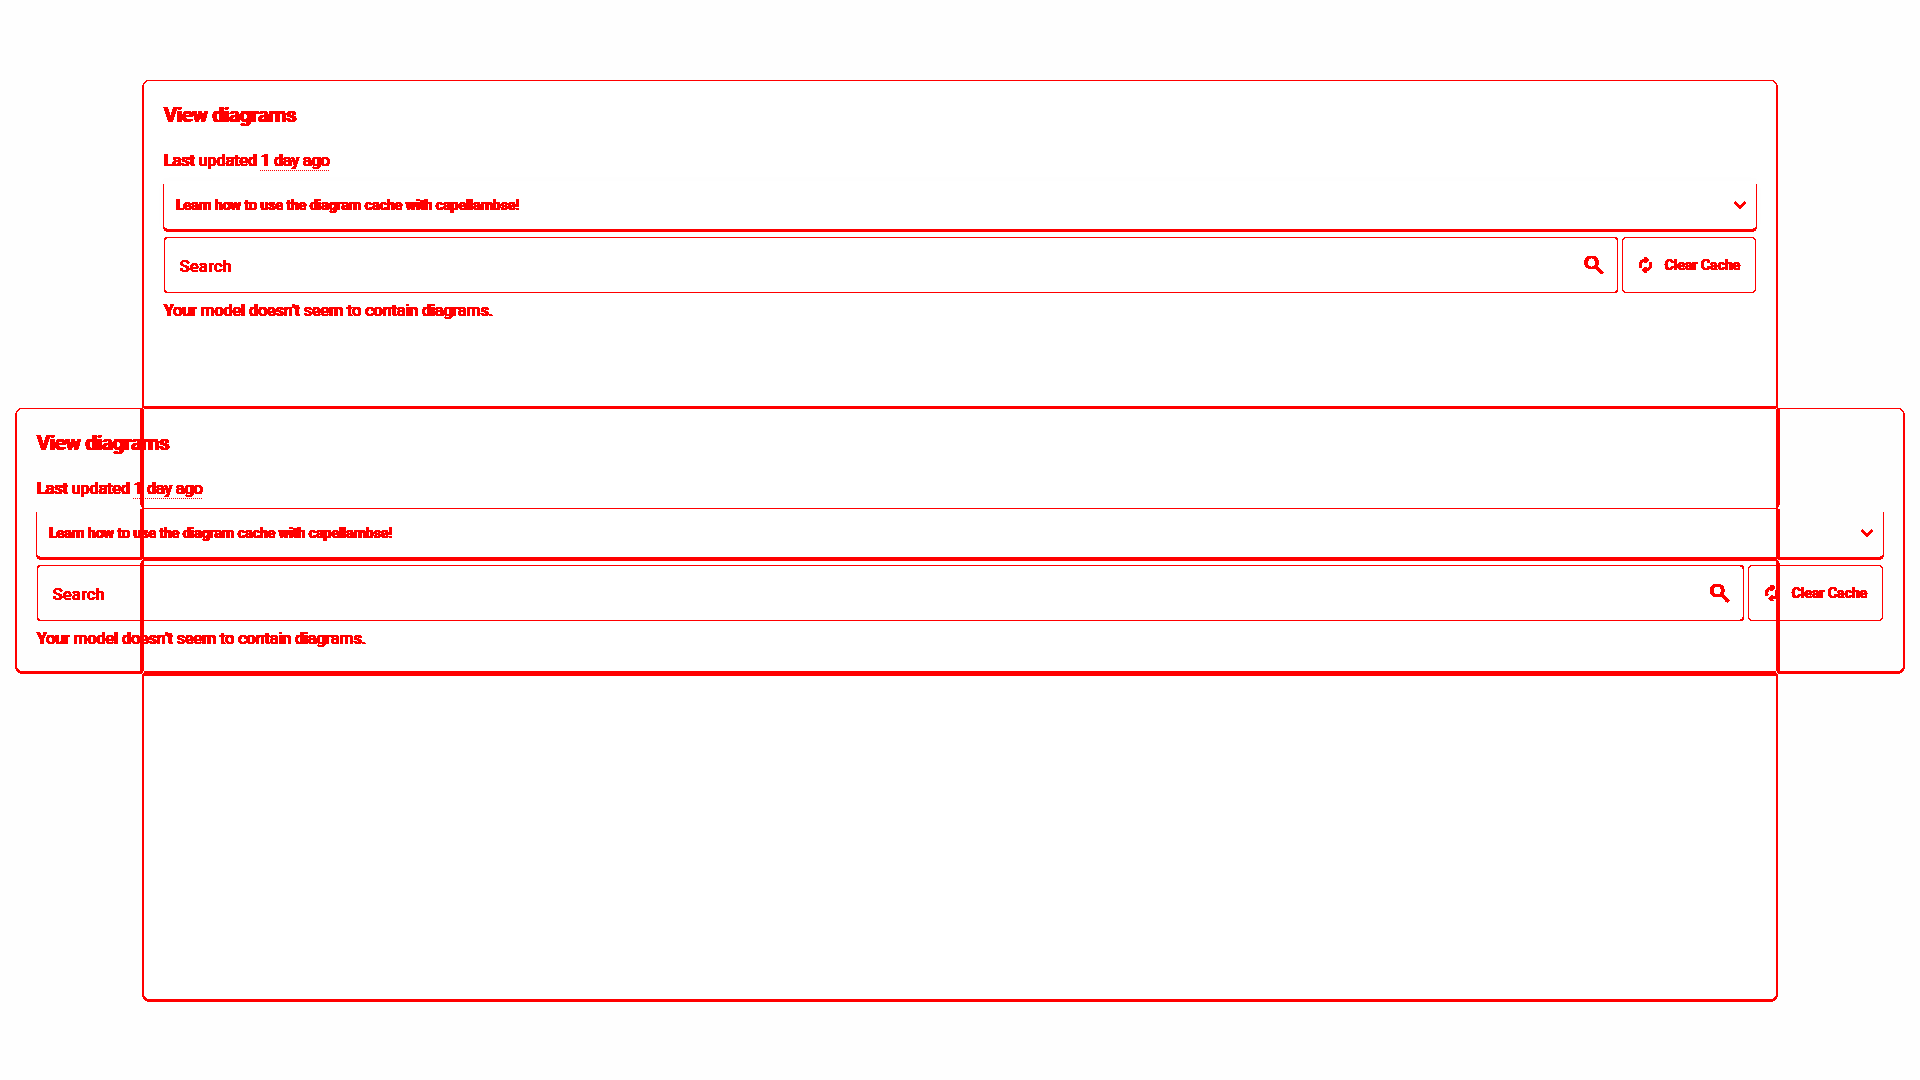 View diagrams
Last updated 1 day ago
Learn how to use the diagram cache with capellambse!
Search
Clear Cache
Your model doesn't seem to contain diagrams.
View diagrams
Last updated 1 day ago
Learn how to use the diagram cache with capellambse!
Search
Clear Cache
Your model doesn't seem to contain diagrams.